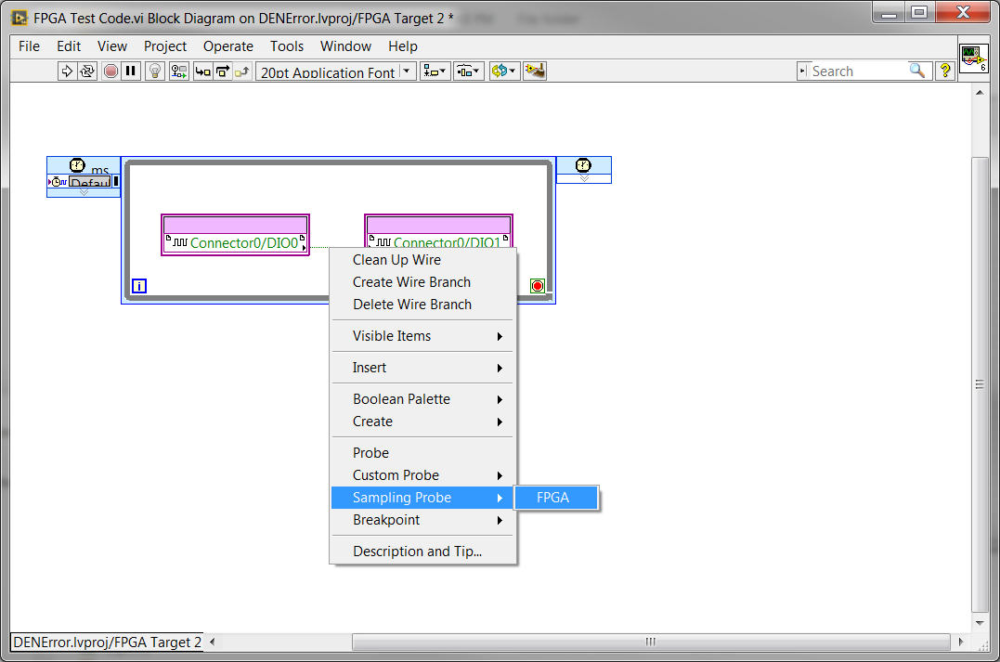 FPGA Test Code.vi Block Diagram on DENError.lvproj/FPGA Target 2 *
File Edit View Project Operate Tools Window Help
20pt Application Font
Search
?
6
ms
Defaul
Connector0/DIO0
Connector0/DIO1
i
Clean Up Wire
Create Wire Branch
Delete Wire Branch
Visible Items
Insert
Boolean Palette
Create
Probe
Custom Probe
Sampling Probe
FPGA
Breakpoint
Description and Tip...
DENError.lvproj/FPGA Target 2